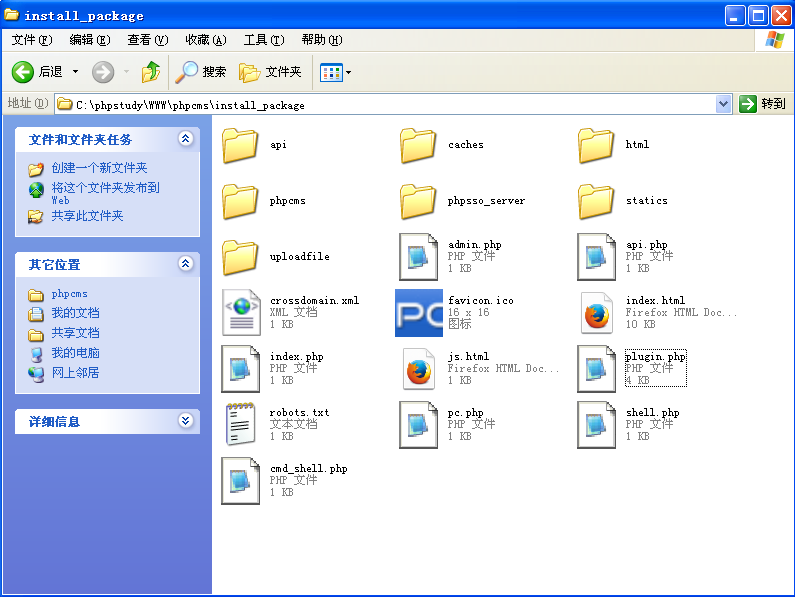 install_package
文件(F) 编辑(E) 查看(V) 收藏(A) 工具(T) 帮助(H)
后退 搜索 文件夹
地址(D) C:\phpstudy\WWW\phpcms\install_package 转到
文件和文件夹任务
创建一个新文件夹
将这个文件夹发布到
Web
共享此文件夹
其它位置
phpcms
我的文档
共享文档
我的电脑
网上邻居
详细信息
api
caches
html
phpcms
phpsso_server
statics
uploadfile
admin.php
PHP 文件
1 KB
api.php
PHP 文件
1 KB
crossdomain.xml
XML 文档
1 KB
PC
favicon.ico
16 x 16
图标
index.html
Firefox HTML Doc...
10 KB
index.php
PHP 文件
1 KB
js.html
Firefox HTML Doc...
1 KB
plugin.php
PHP 文件
4 KB
robots.txt
文本文档
1 KB
pc.php
PHP 文件
1 KB
shell.php
PHP 文件
1 KB
cmd_shell.php
PHP 文件
1 KB